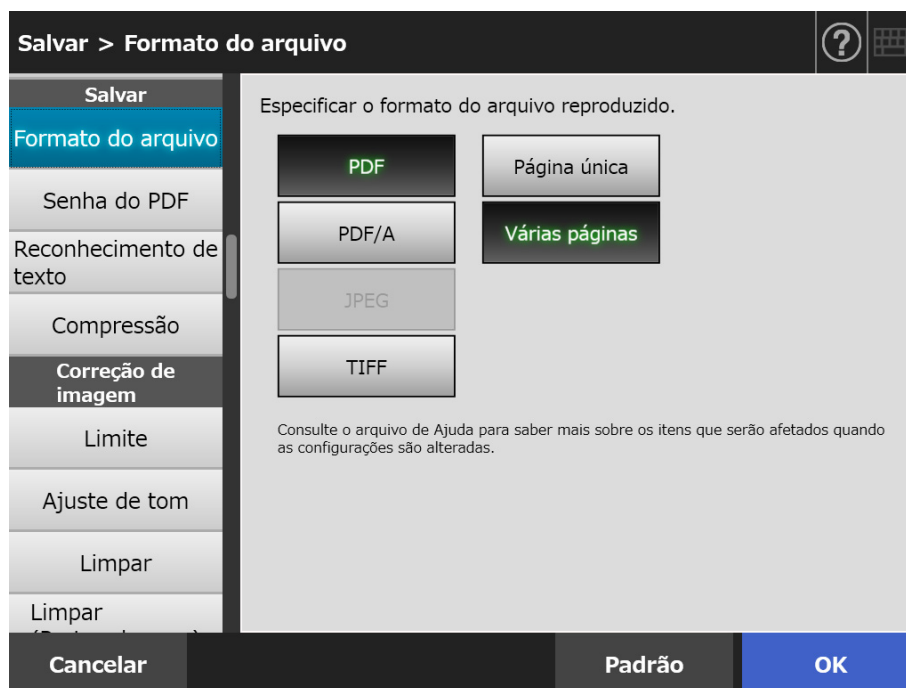 Salvar > Formato do arquivo
?
Salvar
Formato do arquivo
Senha do PDF
Reconhecimento de
texto
Compressão
Correção de
imagem
Limite
Ajuste de tom
Limpar
Limpar
Especificar o formato do arquivo reproduzido.
PDF
Página única
PDF/A
Várias páginas
JPEG
TIFF
Consulte o arquivo de Ajuda para saber mais sobre os itens que serão afetados quando
as configurações são alteradas.
Cancelar
Padrão
OK